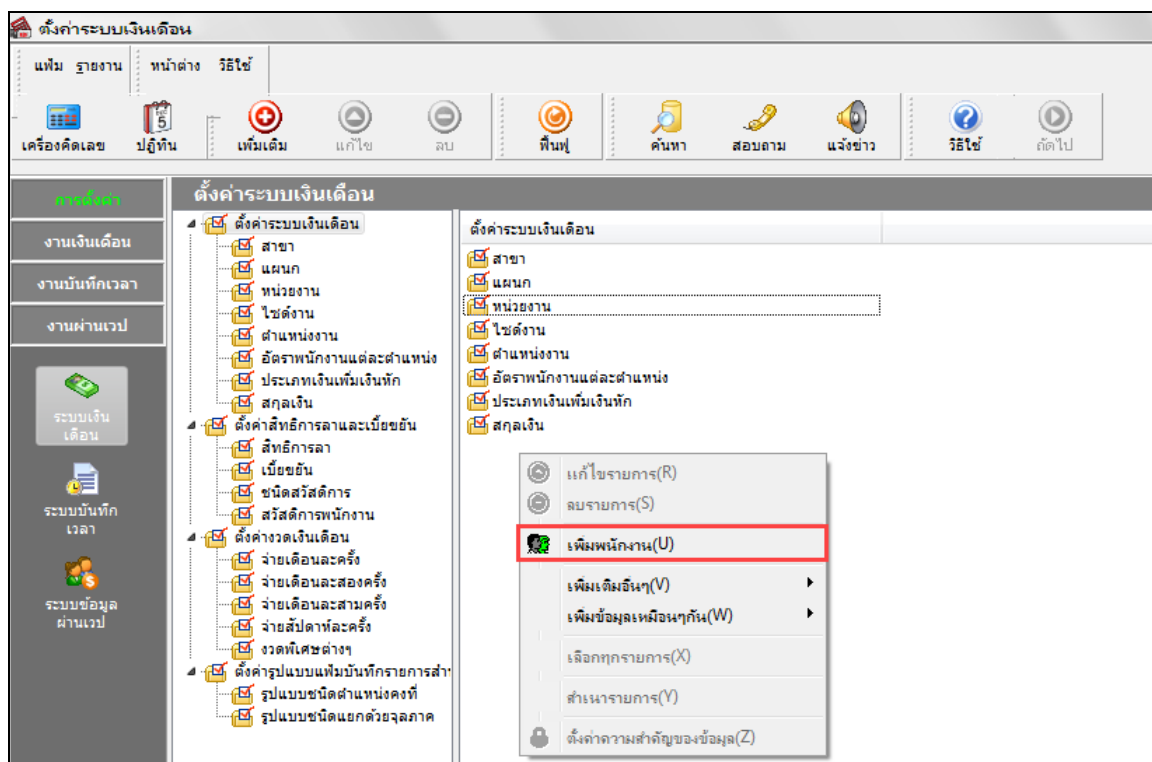 ตั้งค่าระบบเงินเดือน
แฟ้ม รายงาน หน้าต่าง วิธีใช้
เครื่องคิดเลข ปฏิทิน เพิ่มเติม แก้ไข ลบ ฟื้นฟู ค้นหา สอบถาม แจ้งข่าว วิธีใช้ ถัดไป
การตั้งค่า
งานเงินเดือน
งานบันทึกเวลา
งานผ่านเวป
ระบบเงิน
เดือน
ระบบบันทึก
เวลา
ระบบข้อมูล
ผ่านเวป
ตั้งค่าระบบเงินเดือน
ตั้งค่าระบบเงินเดือน
สาขา
แผนก
หน่วยงาน
ไซด์งาน
ตำแหน่งงาน
อัตราพนักงานแต่ละตำแหน่ง
ประเภทเงินเพิ่มเงินหัก
สกุลเงิน
ตั้งค่าสิทธิการลาและเบี้ยขยัน
สิทธิการลา
เบี้ยขยัน
ชนิดสวัสดิการ
สวัสดิการพนักงาน
ตั้งค่างวดเงินเดือน
จ่ายเดือนละครั้ง
จ่ายเดือนละสองครั้ง
จ่ายเดือนละสามครั้ง
จ่ายสัปดาห์ละครั้ง
งวดพิเศษต่างๆ
ตั้งค่ารูปแบบแฟ้มบันทึกรายการสำ
รูปแบบชนิดตำแหน่งคงที่
รูปแบบชนิดแยกด้วยจุลภาค
ตั้งค่าระบบเงินเดือน
สาขา
แผนก
หน่วยงาน
ไซด์งาน
ตำแหน่งงาน
อัตราพนักงานแต่ละตำแหน่ง
ประเภทเงินเพิ่มเงินหัก
สกุลเงิน
แก้ไขรายการ(R)
ลบรายการ(S)
เพิ่มพนักงาน(U)
เพิ่มเติมอื่นๆ(V)
เพิ่มข้อมูลเหมือนๆกัน(W)
เลือกทุกรายการ(X)
สำเนารายการ(Y)
ตั้งค่าความสำคัญของข้อมูล(Z)